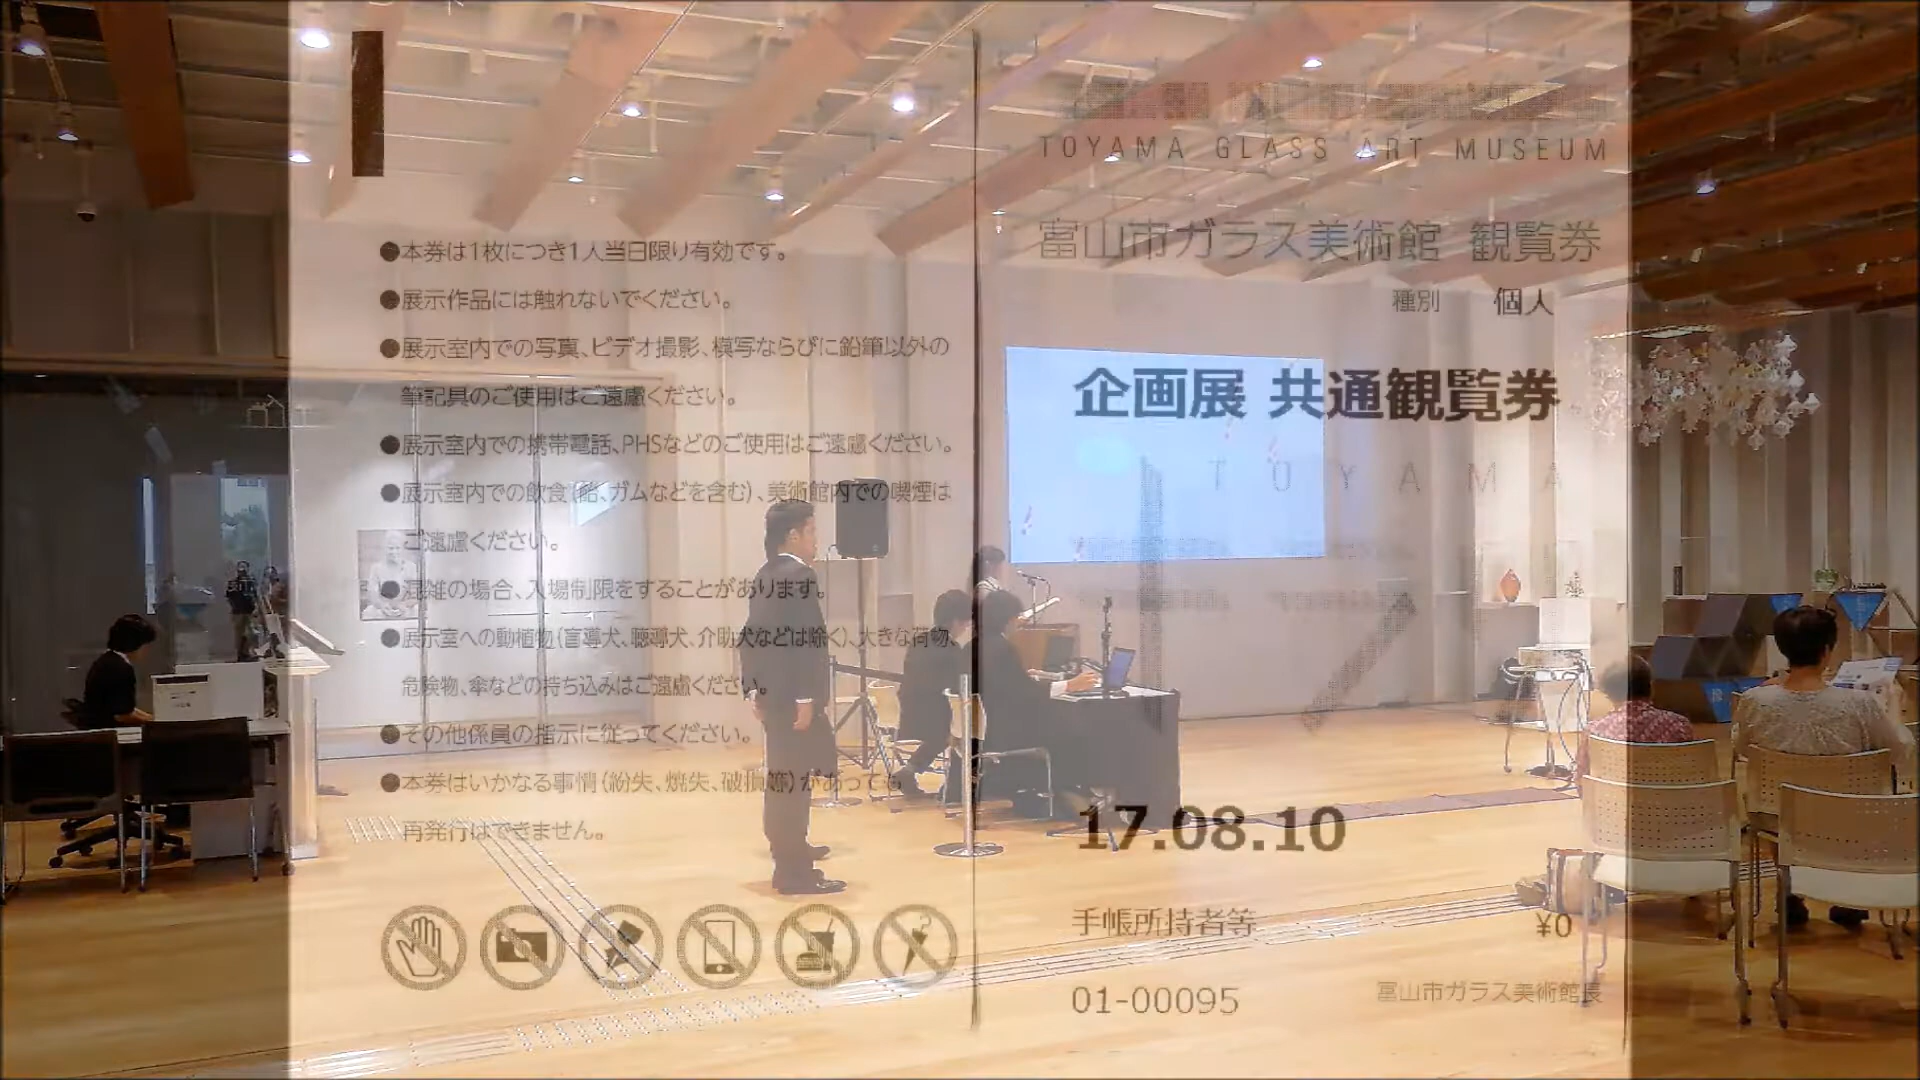 ●本券は1枚につき1人当日限り有効です。
●展示作品には触れないでください。
●展示室内での写真、ビデオ撮影、模写ならびに鉛筆以外の
筆記具のご使用はご遠慮ください。
●展示室内での携帯電話、PHSなどのご使用はご遠慮ください。
●展示室内での飲食(飴、ガムなどを含む)、美術館内での喫煙は
ご遠慮ください。
●混雑の場合、入場制限をすることがあります。
●展示室への動植物(盲導犬、聴導犬、介助犬などは除く)、大きな荷物、
危険物、傘などの持ち込みはご遠慮ください。
●その他係員の指示に従ってください。
●本券はいかなる事情(紛失、焼失、破損等)があっても
再発行はできません。
TOYAMA GLASS ART MUSEUM
富山市ガラス美術館 観覧券
種別 個人
企画展 共通観覧券
TOYAMA
17.08.10
手帳所持者等 ¥0
01-00095 富山市ガラス美術館長